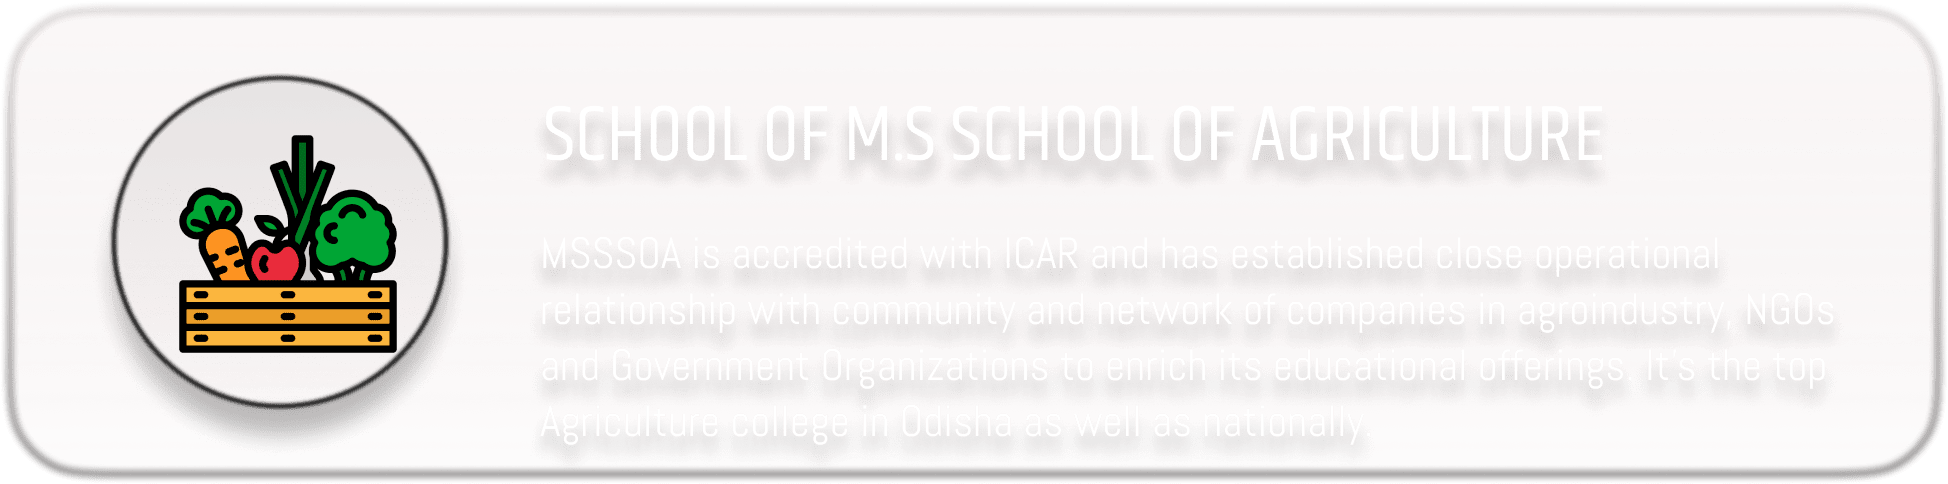 SCHOOL OF M.S SCHOOL OF AGRICULTURE
MSSSOA is accredited with ICAR and has established close operational
relationship with community and network of companies in agroindustry, NGOs
and Government Organizations to enrich its educational offerings. It's the top
Agriculture college in Odisha as well as nationally.